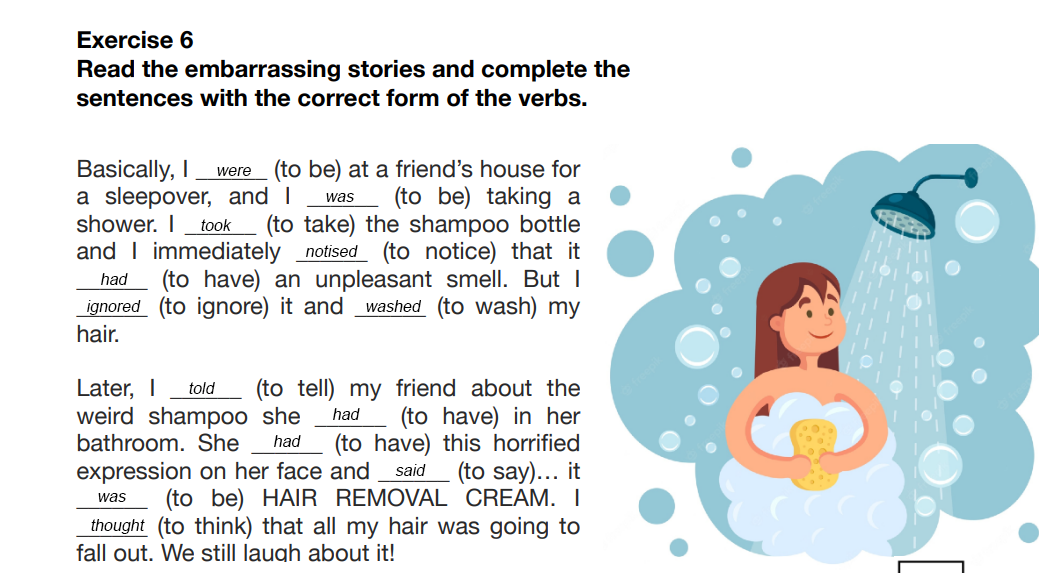 Exercise 6
Read the embarrassing stories and complete the
sentences with the correct form of the verbs.
Basically, I were (to be) at a friend's house for
a sleepover, and I was (to be) taking a
shower. I took (to take) the shampoo bottle
and I immediately notised (to notice) that it
had (to have) an unpleasant smell. But I
ignored (to ignore) it and washed (to wash) my
hair.
Later, I told (to tell) my friend about the
weird shampoo she had (to have) in her
bathroom. She had (to have) this horrified
expression on her face and said (to say)... it
was (to be) HAIR REMOVAL CREAM. I
thought (to think) that all my hair was going to
fall out. We still laugh about it!